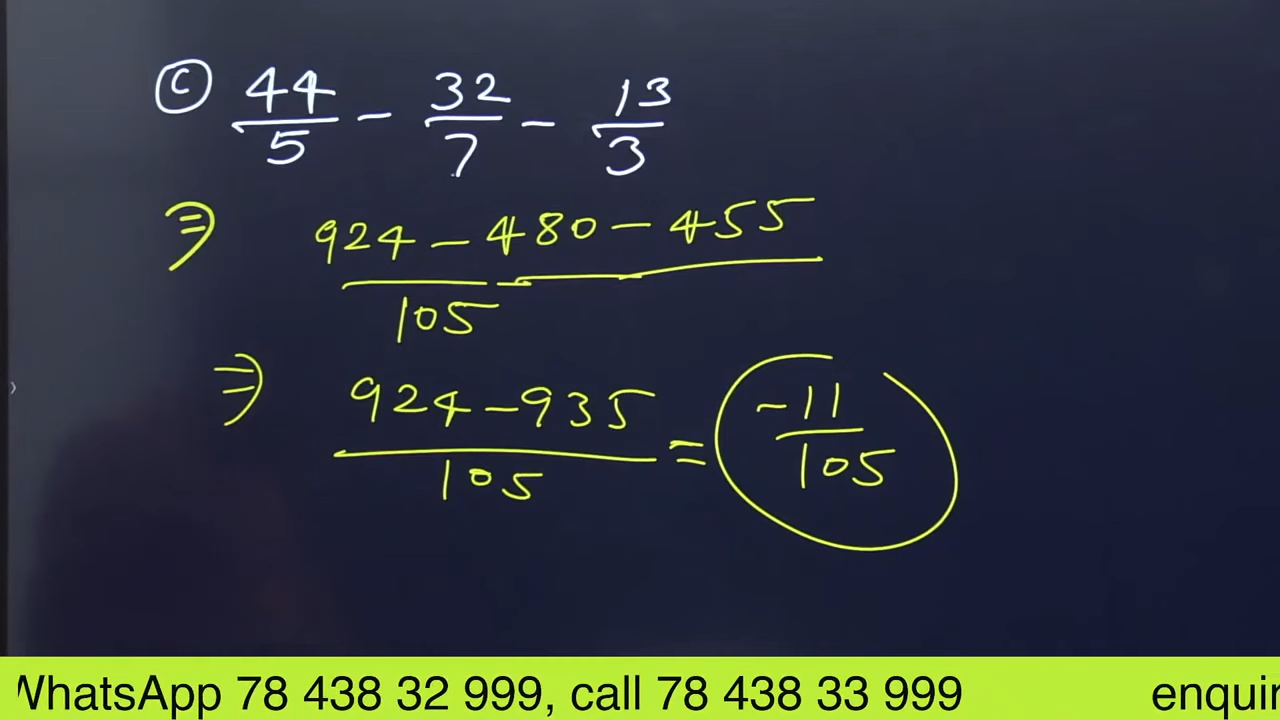 ⓒ 44/5 - 32/7 - 13/3
⇒ 924 - 480 - 455 / 105
⇒ 924 - 935 / 105 = -11/105
WhatsApp 78 438 32 999, call 78 438 33 999 enquir